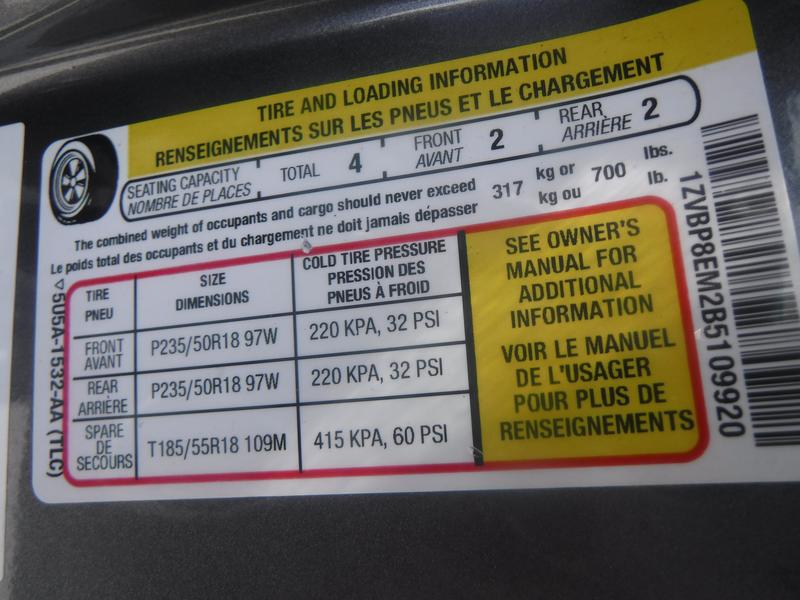 TIRE AND LOADING INFORMATION
RENSEIGNEMENTS SUR LES PNEUS ET LE CHARGEMENT
SEATING CAPACITY
NOMBRE DE PLACES
TOTAL 4
FRONT
AVANT
2
REAR
ARRIÈRE
2
The combined weight of occupants and cargo should never exceed
Le poids total des occupants et du chargement ne doit jamais dépasser
317
kg or
kg ou
700
lbs.
lb.
TIRE
PNEU
SIZE
DIMENSIONS
COLD TIRE PRESSURE
PRESSION DES
PNEUS À FROID
FRONT
AVANT
P235/50R18 97W
220 KPA, 32 PSI
REAR
ARRIÈRE
P235/50R18 97W
220 KPA, 32 PSI
SPARE
DE
SECOURS
T185/55R18 109M
415 KPA, 60 PSI
SEE OWNER'S
MANUAL FOR
ADDITIONAL
INFORMATION
VOIR LE MANUEL
DE L'USAGER
POUR PLUS DE
RENSEIGNEMENTS
5U5A-1532-AA (TLC)
1ZVBP8EM2B5109920